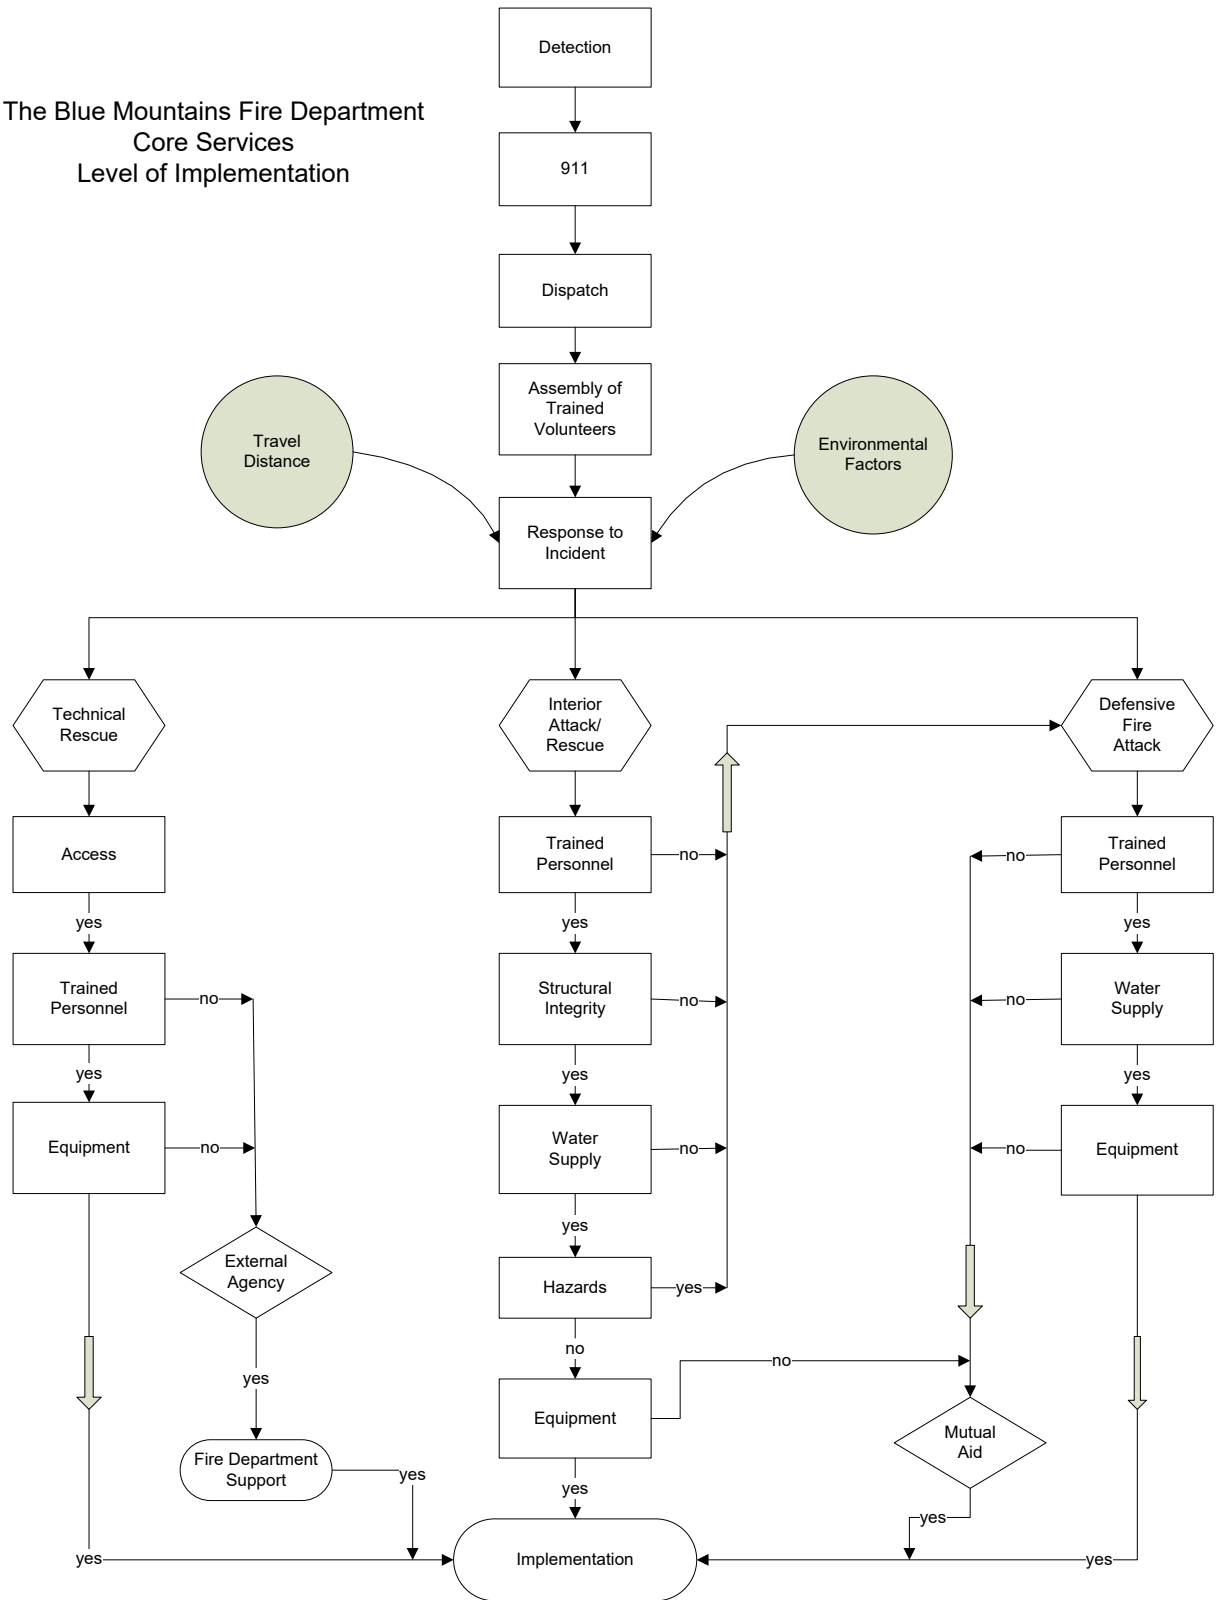 Detection
The Blue Mountains Fire Department
Core Services
Level of Implementation
911
Dispatch
Assembly of
Trained
Volunteers
Travel
Distance
Environmental
Factors
Response to
Incident
Technical
Rescue
Interior
Attack/
Rescue
Defensive
Fire
Attack
Access
Trained
Personnel
no
no
Trained
Personnel
yes
yes
yes
Trained
Personnel
no
Structural
Integrity
no
no
Water
Supply
yes
yes
yes
Equipment
no
Water
Supply
no
no
Equipment
yes
External
Agency
Hazards
yes
no
yes
Equipment
no
Mutual
Aid
Fire Department
Support
yes
yes
yes
yes
Implementation
yes